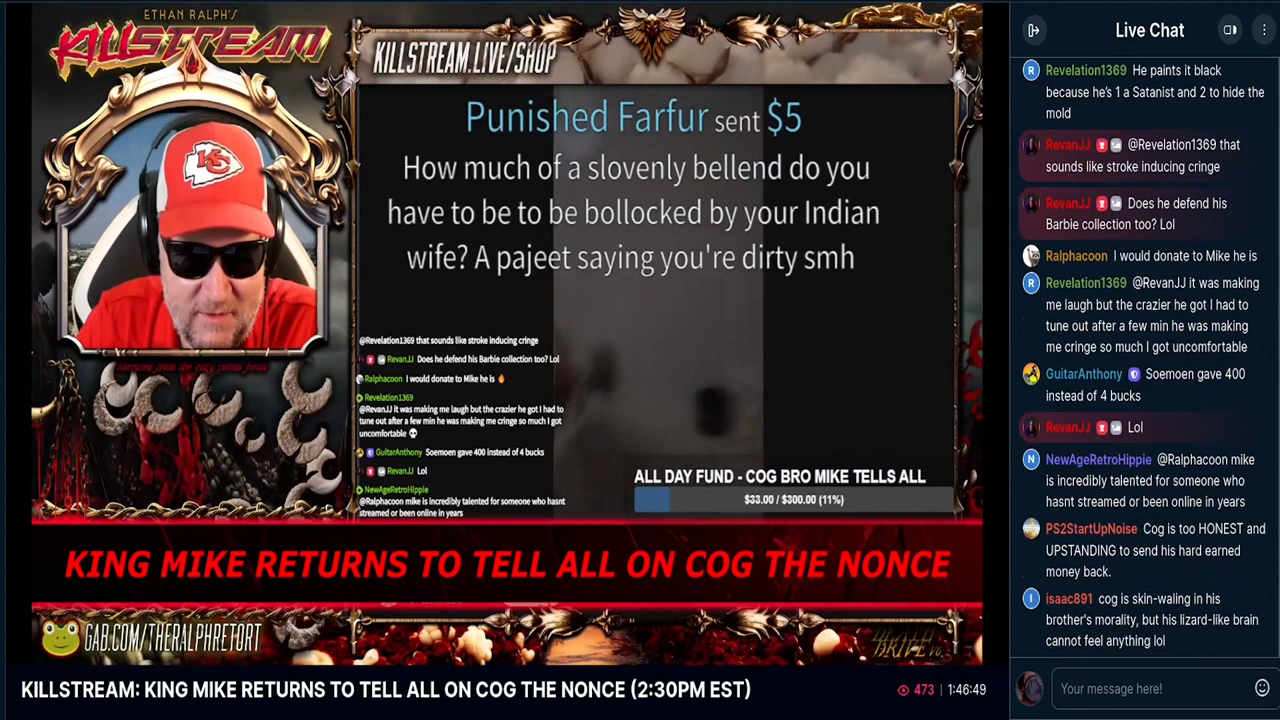 ETHAN RALPH'S
KILLSTREAM
KILLSTREAM.LIVE/SHOP
Punished Farfur sent $5
How much of a slovenly bellend do you
have to be to be bollocked by your Indian
wife? A pajeet saying you're dirty smh
@Revelation1369 that sounds like stroke inducing cringe
RevanJJ Does he defend his Barbie collection too? Lol
Ralphacoon I would donate to Mike he is 🔥
Revelation1369
@RevanJJ it was making me laugh but the crazier he got I had to
tune out after a few min he was making me cringe so much I got
uncomfortable 💀
GuitarAnthony Soemoen gave 400 instead of 4 bucks
RevanJJ Lol
NewAgeRetroHippie
@Ralphacoon mike is incredibly talented for someone who hasnt
streamed or been online in years
ALL DAY FUND - COG BRO MIKE TELLS ALL
$33.00 / $300.00 (11%)
KING MIKE RETURNS TO TELL ALL ON COG THE NONCE
GAB.COM/THERALPHRETORT
KILLSTREAM: KING MIKE RETURNS TO TELL ALL ON COG THE NONCE (2:30PM EST)
473 | 1:46:49
Live Chat
R Revelation1369 He paints it black
because he's 1 a Satanist and 2 to hide the
mold
RevanJJ @Revelation1369 that
sounds like stroke inducing cringe
RevanJJ Does he defend his
Barbie collection too? Lol
Ralphacoon I would donate to Mike he is
R Revelation1369 @RevanJJ it was making
me laugh but the crazier he got I had to
tune out after a few min he was making
me cringe so much I got uncomfortable
GuitarAnthony Soemoen gave 400
instead of 4 bucks
RevanJJ Lol
N NewAgeRetroHippie @Ralphacoon mike
is incredibly talented for someone who
hasnt streamed or been online in years
PS2StartUpNoise Cog is too HONEST and
UPSTANDING to send his hard earned
money back.
I isaac891 cog is skin-waling in his
brother's morality, but his lizard-like brain
cannot feel anything lol
Your message here!